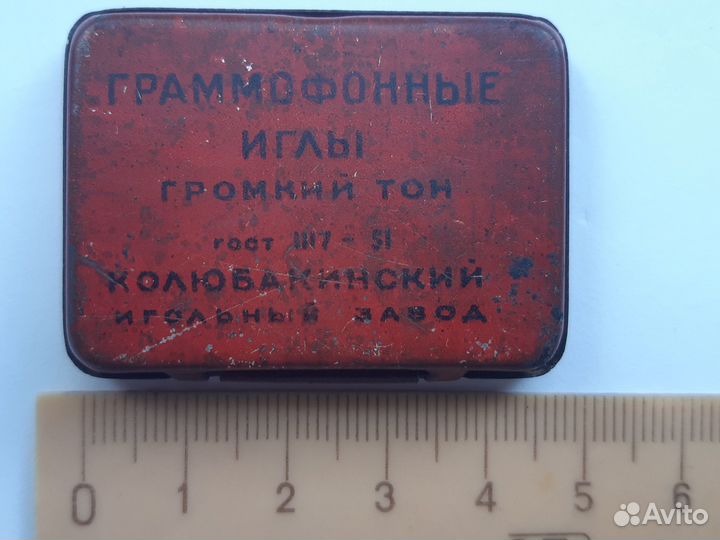 ГРАММОФОННЫЕ
ИГЛЫ
ГРОМКИЙ ТОН
ГОСТ 1117 - 51
КОЛЮБАКИНСКИЙ
ИГОЛЬНЫЙ ЗАВОД
0 1 2 3 4 5 6
Avito